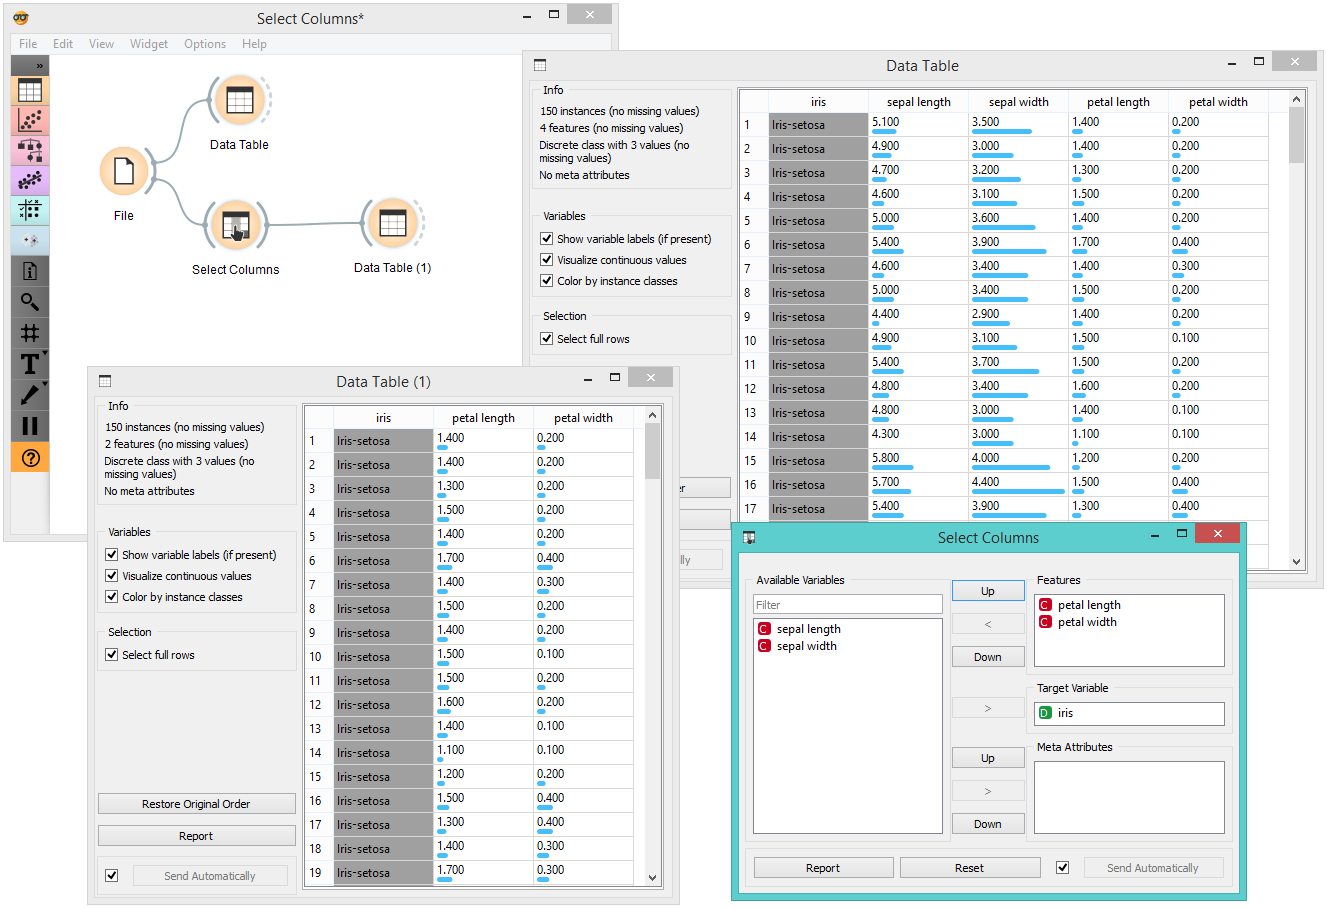 Select Columns*
File Edit View Widget Options Help
»
Data Table
File
Select Columns
Data Table (1)
T
?
Data Table
Info
150 instances (no missing values)
4 features (no missing values)
Discrete class with 3 values (no
missing values)
No meta attributes
Variables
Show variable labels (if present)
Visualize continuous values
Color by instance classes
Selection
Select full rows
iris sepal length sepal width petal length petal width
1 Iris-setosa 5.100 3.500 1.400 0.200
2 Iris-setosa 4.900 3.000 1.400 0.200
3 Iris-setosa 4.700 3.200 1.300 0.200
4 Iris-setosa 4.600 3.100 1.500 0.200
5 Iris-setosa 5.000 3.600 1.400 0.200
6 Iris-setosa 5.400 3.900 1.700 0.400
7 Iris-setosa 4.600 3.400 1.400 0.300
8 Iris-setosa 5.000 3.400 1.500 0.200
9 Iris-setosa 4.400 2.900 1.400 0.200
10 Iris-setosa 4.900 3.100 1.500 0.100
11 Iris-setosa 5.400 3.700 1.500 0.200
12 Iris-setosa 4.800 3.400 1.600 0.200
13 Iris-setosa 4.800 3.000 1.400 0.100
14 Iris-setosa 4.300 3.000 1.100 0.100
15 Iris-setosa 5.800 4.000 1.200 0.200
16 Iris-setosa 5.700 4.400 1.500 0.400
17 Iris-setosa 5.400 3.900 1.300 0.400
Data Table (1)
Info
150 instances (no missing values)
2 features (no missing values)
Discrete class with 3 values (no
missing values)
No meta attributes
Variables
Show variable labels (if present)
Visualize continuous values
Color by instance classes
Selection
Select full rows
Restore Original Order
Report
Send Automatically
iris petal length petal width
1 Iris-setosa 1.400 0.200
2 Iris-setosa 1.400 0.200
3 Iris-setosa 1.300 0.200
4 Iris-setosa 1.500 0.200
5 Iris-setosa 1.400 0.200
6 Iris-setosa 1.700 0.400
7 Iris-setosa 1.400 0.300
8 Iris-setosa 1.500 0.200
9 Iris-setosa 1.400 0.200
10 Iris-setosa 1.500 0.100
11 Iris-setosa 1.500 0.200
12 Iris-setosa 1.600 0.200
13 Iris-setosa 1.400 0.100
14 Iris-setosa 1.100 0.100
15 Iris-setosa 1.200 0.200
16 Iris-setosa 1.500 0.400
17 Iris-setosa 1.300 0.400
18 Iris-setosa 1.400 0.300
19 Iris-setosa 1.700 0.300
Select Columns
Available Variables
Filter
C sepal length
C sepal width
Up
<
Down
>
Up
>
Down
Features
C petal length
C petal width
Target Variable
D iris
Meta Attributes
Report
Reset
Send Automatically